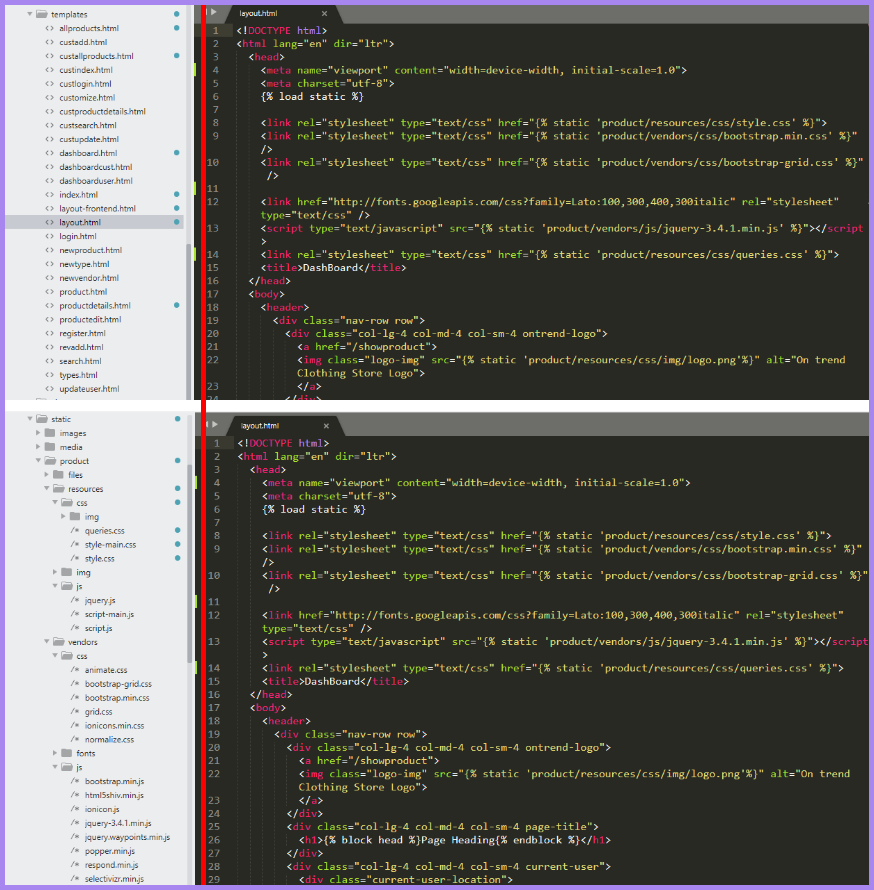 templates
allproducts.html
custadd.html
custallproducts.html
custindex.html
custlogin.html
customize.html
custproductdetails.html
custsearch.html
custupdate.html
dashboard.html
dashboardcust.html
dashboarduser.html
index.html
layout-frontend.html
layout.html
login.html
newproduct.html
newtype.html
newvendor.html
product.html
productdetails.html
productedit.html
register.html
revadd.html
search.html
types.html
updateuser.html
layout.html ×
1 <!DOCTYPE html>
2 <html lang="en" dir="ltr">
3 <head>
4 <meta name="viewport" content="width=device-width, initial-scale=1.0">
5 <meta charset="utf-8">
6 {% load static %}
7
8 <link rel="stylesheet" type="text/css" href="{% static 'product/resources/css/style.css' %}">
9 <link rel="stylesheet" type="text/css" href="{% static 'product/vendors/css/bootstrap.min.css' %}"
/>
10 <link rel="stylesheet" type="text/css" href="{% static 'product/vendors/css/bootstrap-grid.css' %}"
/>
11
12 <link href="http://fonts.googleapis.com/css?family=Lato:100,300,400,300italic" rel="stylesheet"
type="text/css" />
13 <script type="text/javascript" src="{% static 'product/vendors/js/jquery-3.4.1.min.js' %}"></script
>
14 <link rel="stylesheet" type="text/css" href="{% static 'product/resources/css/queries.css' %}">
15 <title>DashBoard</title>
16 </head>
17 <body>
18 <header>
19 <div class="nav-row row">
20 <div class="col-lg-4 col-md-4 col-sm-4 ontrend-logo">
21 <a href="/showproduct">
22 <img class="logo-img" src="{% static 'product/resources/css/img/logo.png'%}" alt="On trend
Clothing Store Logo">
23 </a>
24 </div>
static
images
media
product
files
resources
css
img
queries.css
style-main.css
style.css
img
js
jquery.js
script-main.js
script.js
vendors
css
animate.css
bootstrap-grid.css
bootstrap.min.css
grid.css
ionicons.min.css
normalize.css
fonts
js
bootstrap.min.js
html5shiv.min.js
ionicon.js
jquery-3.4.1.min.js
jquery.waypoints.min.js
popper.min.js
respond.min.js
selectivizr.min.js
layout.html ×
1 <!DOCTYPE html>
2 <html lang="en" dir="ltr">
3 <head>
4 <meta name="viewport" content="width=device-width, initial-scale=1.0">
5 <meta charset="utf-8">
6 {% load static %}
7
8 <link rel="stylesheet" type="text/css" href="{% static 'product/resources/css/style.css' %}">
9 <link rel="stylesheet" type="text/css" href="{% static 'product/vendors/css/bootstrap.min.css' %}"
/>
10 <link rel="stylesheet" type="text/css" href="{% static 'product/vendors/css/bootstrap-grid.css' %}"
/>
11
12 <link href="http://fonts.googleapis.com/css?family=Lato:100,300,400,300italic" rel="stylesheet"
type="text/css" />
13 <script type="text/javascript" src="{% static 'product/vendors/js/jquery-3.4.1.min.js' %}"></script
>
14 <link rel="stylesheet" type="text/css" href="{% static 'product/resources/css/queries.css' %}">
15 <title>DashBoard</title>
16 </head>
17 <body>
18 <header>
19 <div class="nav-row row">
20 <div class="col-lg-4 col-md-4 col-sm-4 ontrend-logo">
21 <a href="/showproduct">
22 <img class="logo-img" src="{% static 'product/resources/css/img/logo.png'%}" alt="On trend
Clothing Store Logo">
23 </a>
24 </div>
25 <div class="col-lg-4 col-md-4 col-sm-4 page-title">
26 <h1>{% block head %}Page Heading{% endblock %}</h1>
27 </div>
28 <div class="col-lg-4 col-md-4 col-sm-4 current-user">
29 <div class="current-user-location">